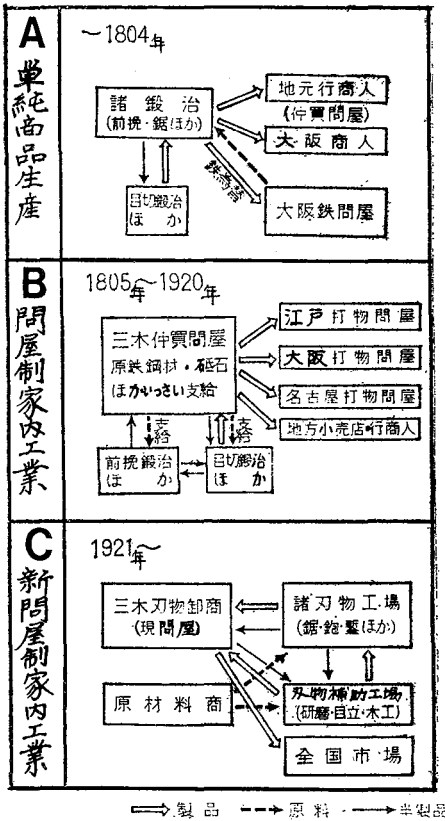 A
単純商品生産
〜1804年
諸鍛冶
(前挽・鋸ほか)
地元行商人
(仲買問屋)
大阪商人
鉄為替
目切鍛冶
ほか
大阪鉄問屋
B
問屋制家内工業
1805年〜1920年
三木仲買問屋
原鉄鋼材・砥石
ほかいっさい支給
江戸打物問屋
大阪打物問屋
名古屋打物問屋
地方小売店・行商人
支給
支給
前挽鍛冶
ほか
目切鍛冶
ほか
C
新問屋制家内工業
1921年〜
三木刃物卸商
(現問屋)
諸刃物工場
(鋸・鉋・鑿ほか)
原材料商
刃物補助工場
(研磨・目立・木工)
全国市場
製品 原料 半製品